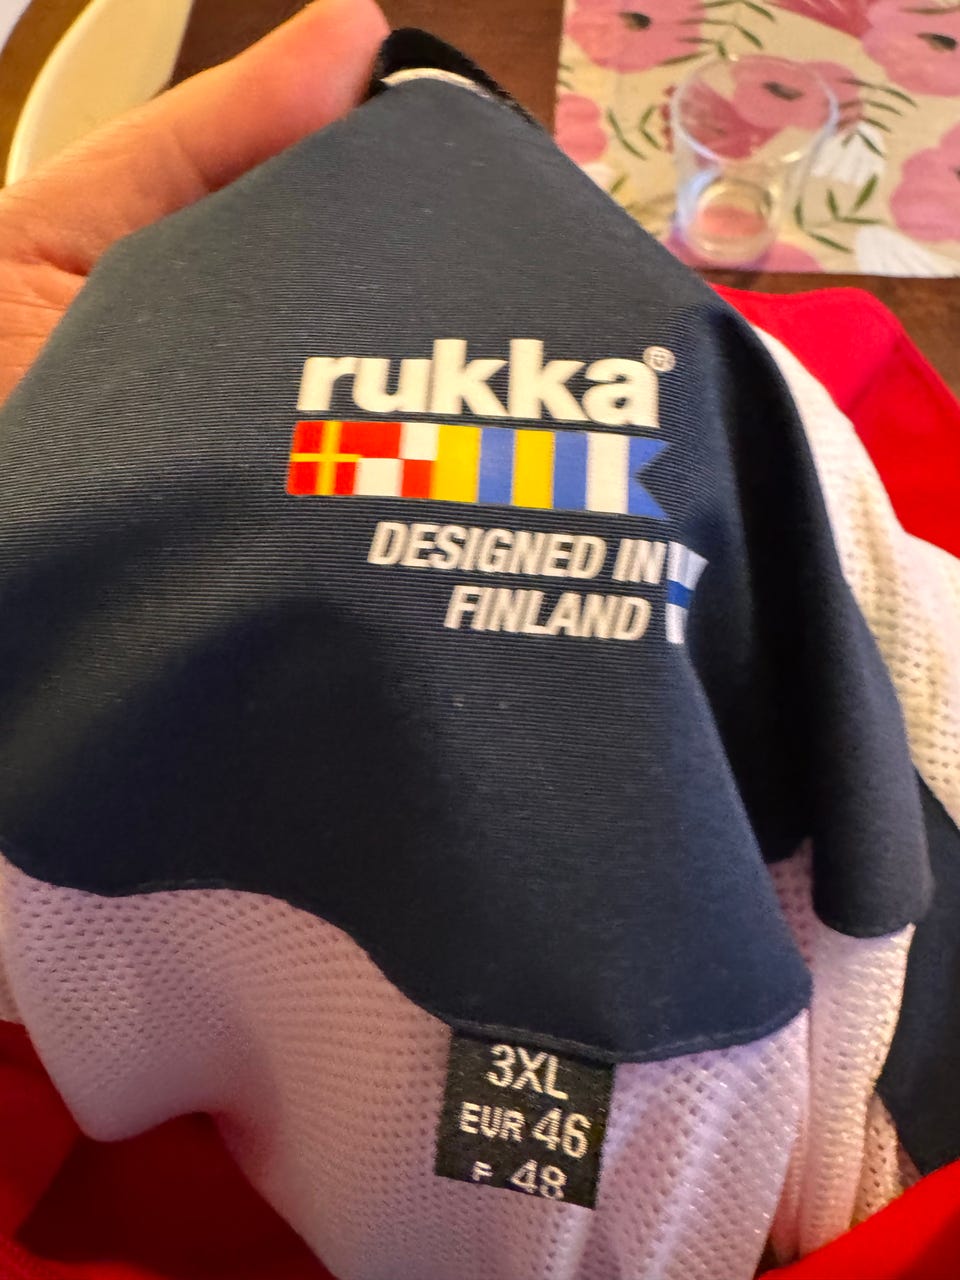 rukka®
DESIGNED IN
FINLAND
3XL
EUR 46
F 48